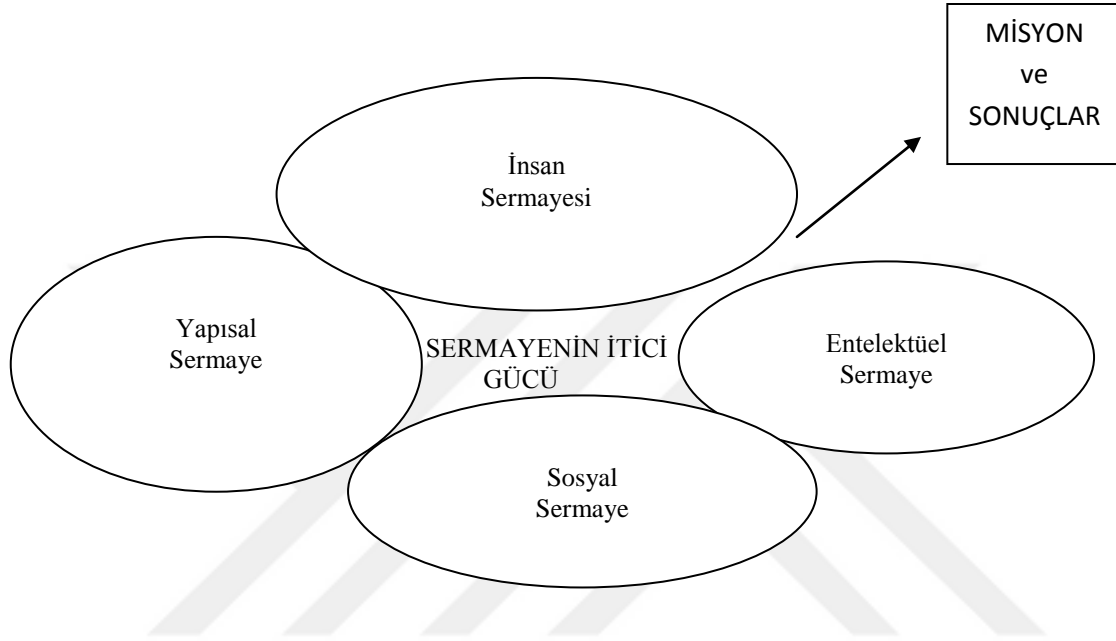 MİSYON
ve
SONUÇLAR
İnsan
Sermayesi
Yapısal
Sermaye
SERMAYENİN İTİCİ
GÜCÜ
Entelektüel
Sermaye
Sosyal
Sermaye